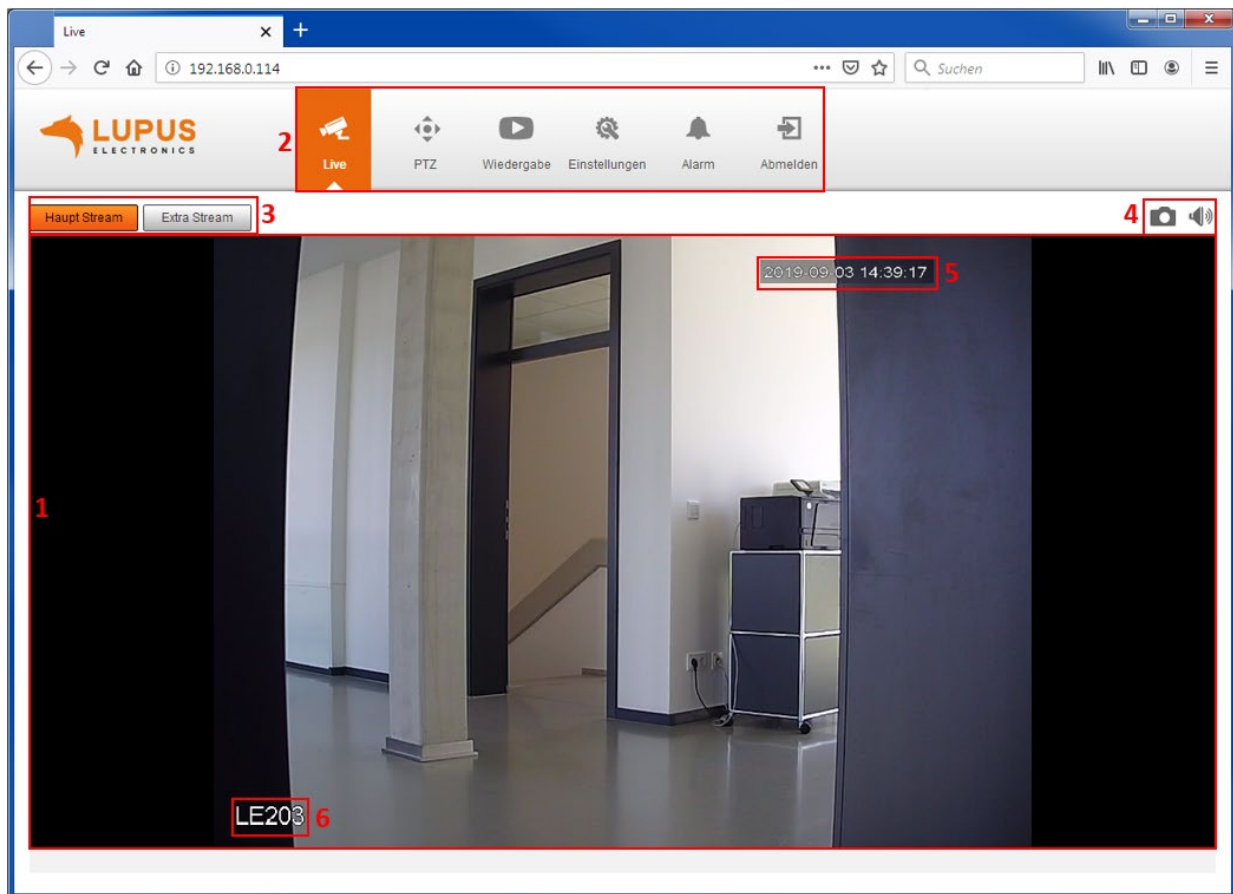 Live
192.168.0.114
Suchen
LUPUS
ELECTRONICS
2
Live
PTZ
Wiedergabe
Einstellungen
Alarm
Abmelden
Haupt Stream
Extra Stream
3
4
2019-09-03 14:39:17
5
1
LE203
6